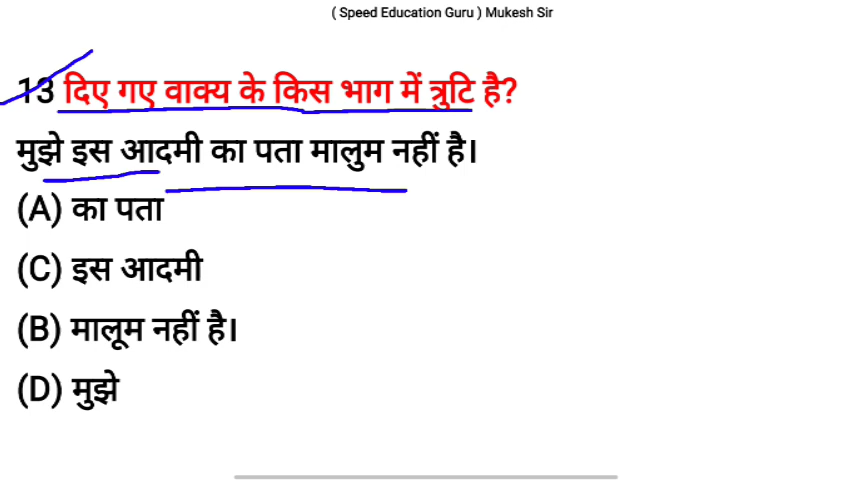 ( Speed Education Guru ) Mukesh Sir
13 दिए गए वाक्य के किस भाग में त्रुटि है?
मुझे इस आदमी का पता मालुम नहीं है।
(A) का पता
(C) इस आदमी
(B) मालूम नहीं है।
(D) मुझे